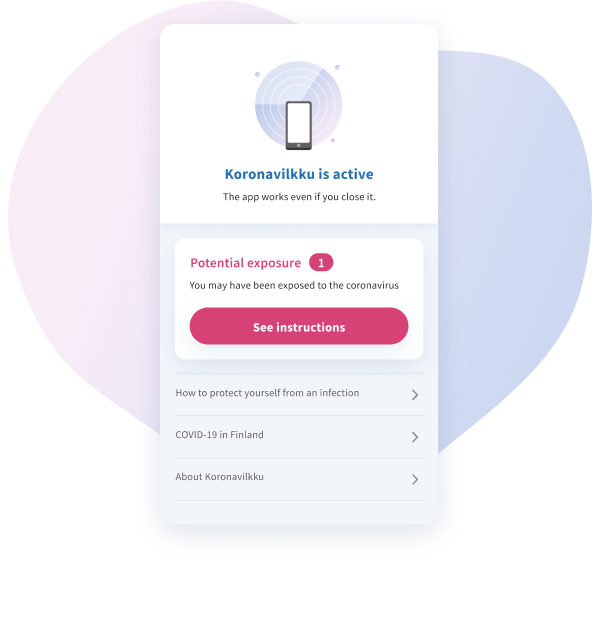 Koronavilkku is active
The app works even if you close it.
Potential exposure 1
You may have been exposed to the coronavirus
See instructions
How to protect yourself from an infection
COVID-19 in Finland
About Koronavilkku